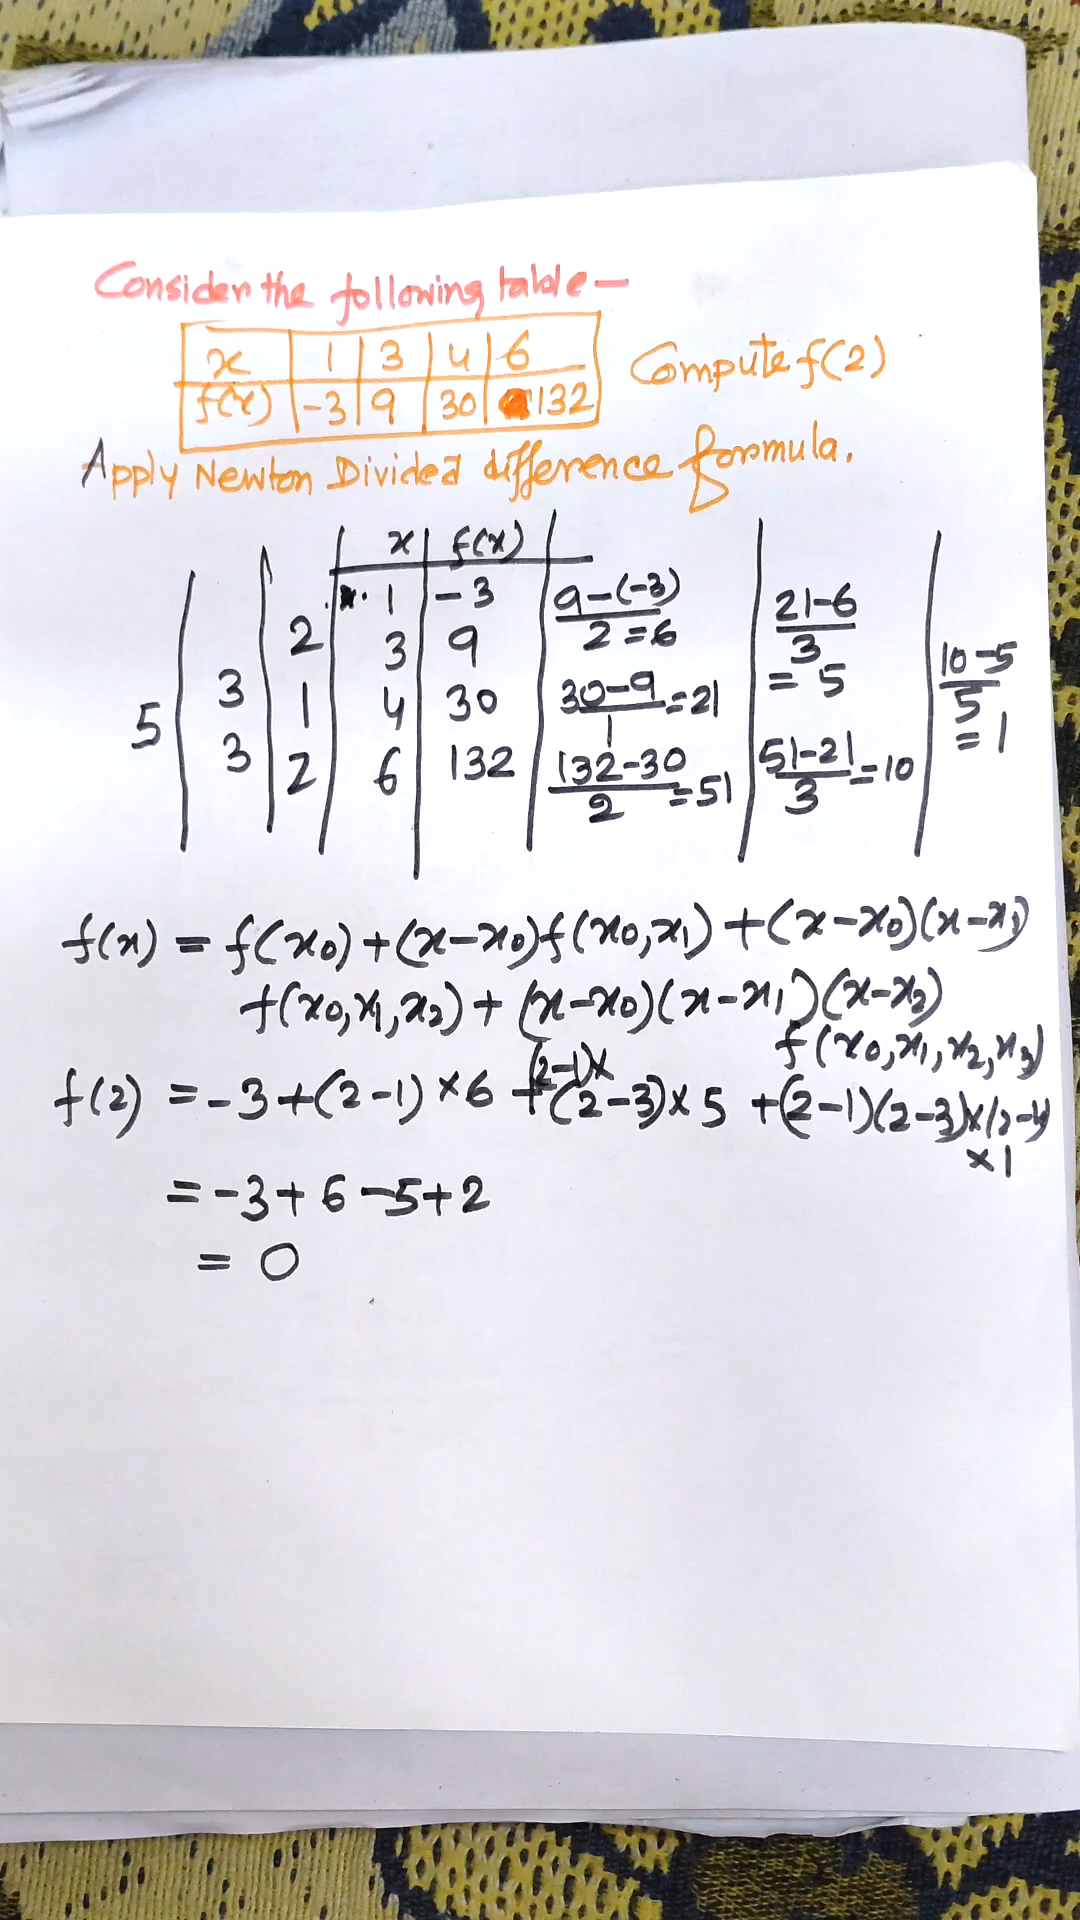 Consider the following table —
x | 1 | 3 | 4 | 6
f(x) | -3 | 9 | 30 | 132
Compute f(2)
Apply Newton Divided difference formula.
x | f(x)
1 | -3 | 9-(-3)/2 = 6 | 21-6/3 = 5 | 10-5/5 = 1
2 | 3 | 9
3 | 1 | 4 | 30 | 30-9/1 = 21
5 | 3 | 2 | 6 | 132 | 132-30/2 = 51 | 51-21/3 = 10
f(x) = f(x0) + (x-x0) f(x0,x1) + (x-x0)(x-x1)
f(x0,x1,x2) + (x-x0)(x-x1)(x-x2)
f(x0,x1,x2,x3)
f(2) = -3+(2-1)×6 + (2-1)×(2-3)×5 + (2-1)(2-3)×(2-4)
×1
= -3+6-5+2
= 0